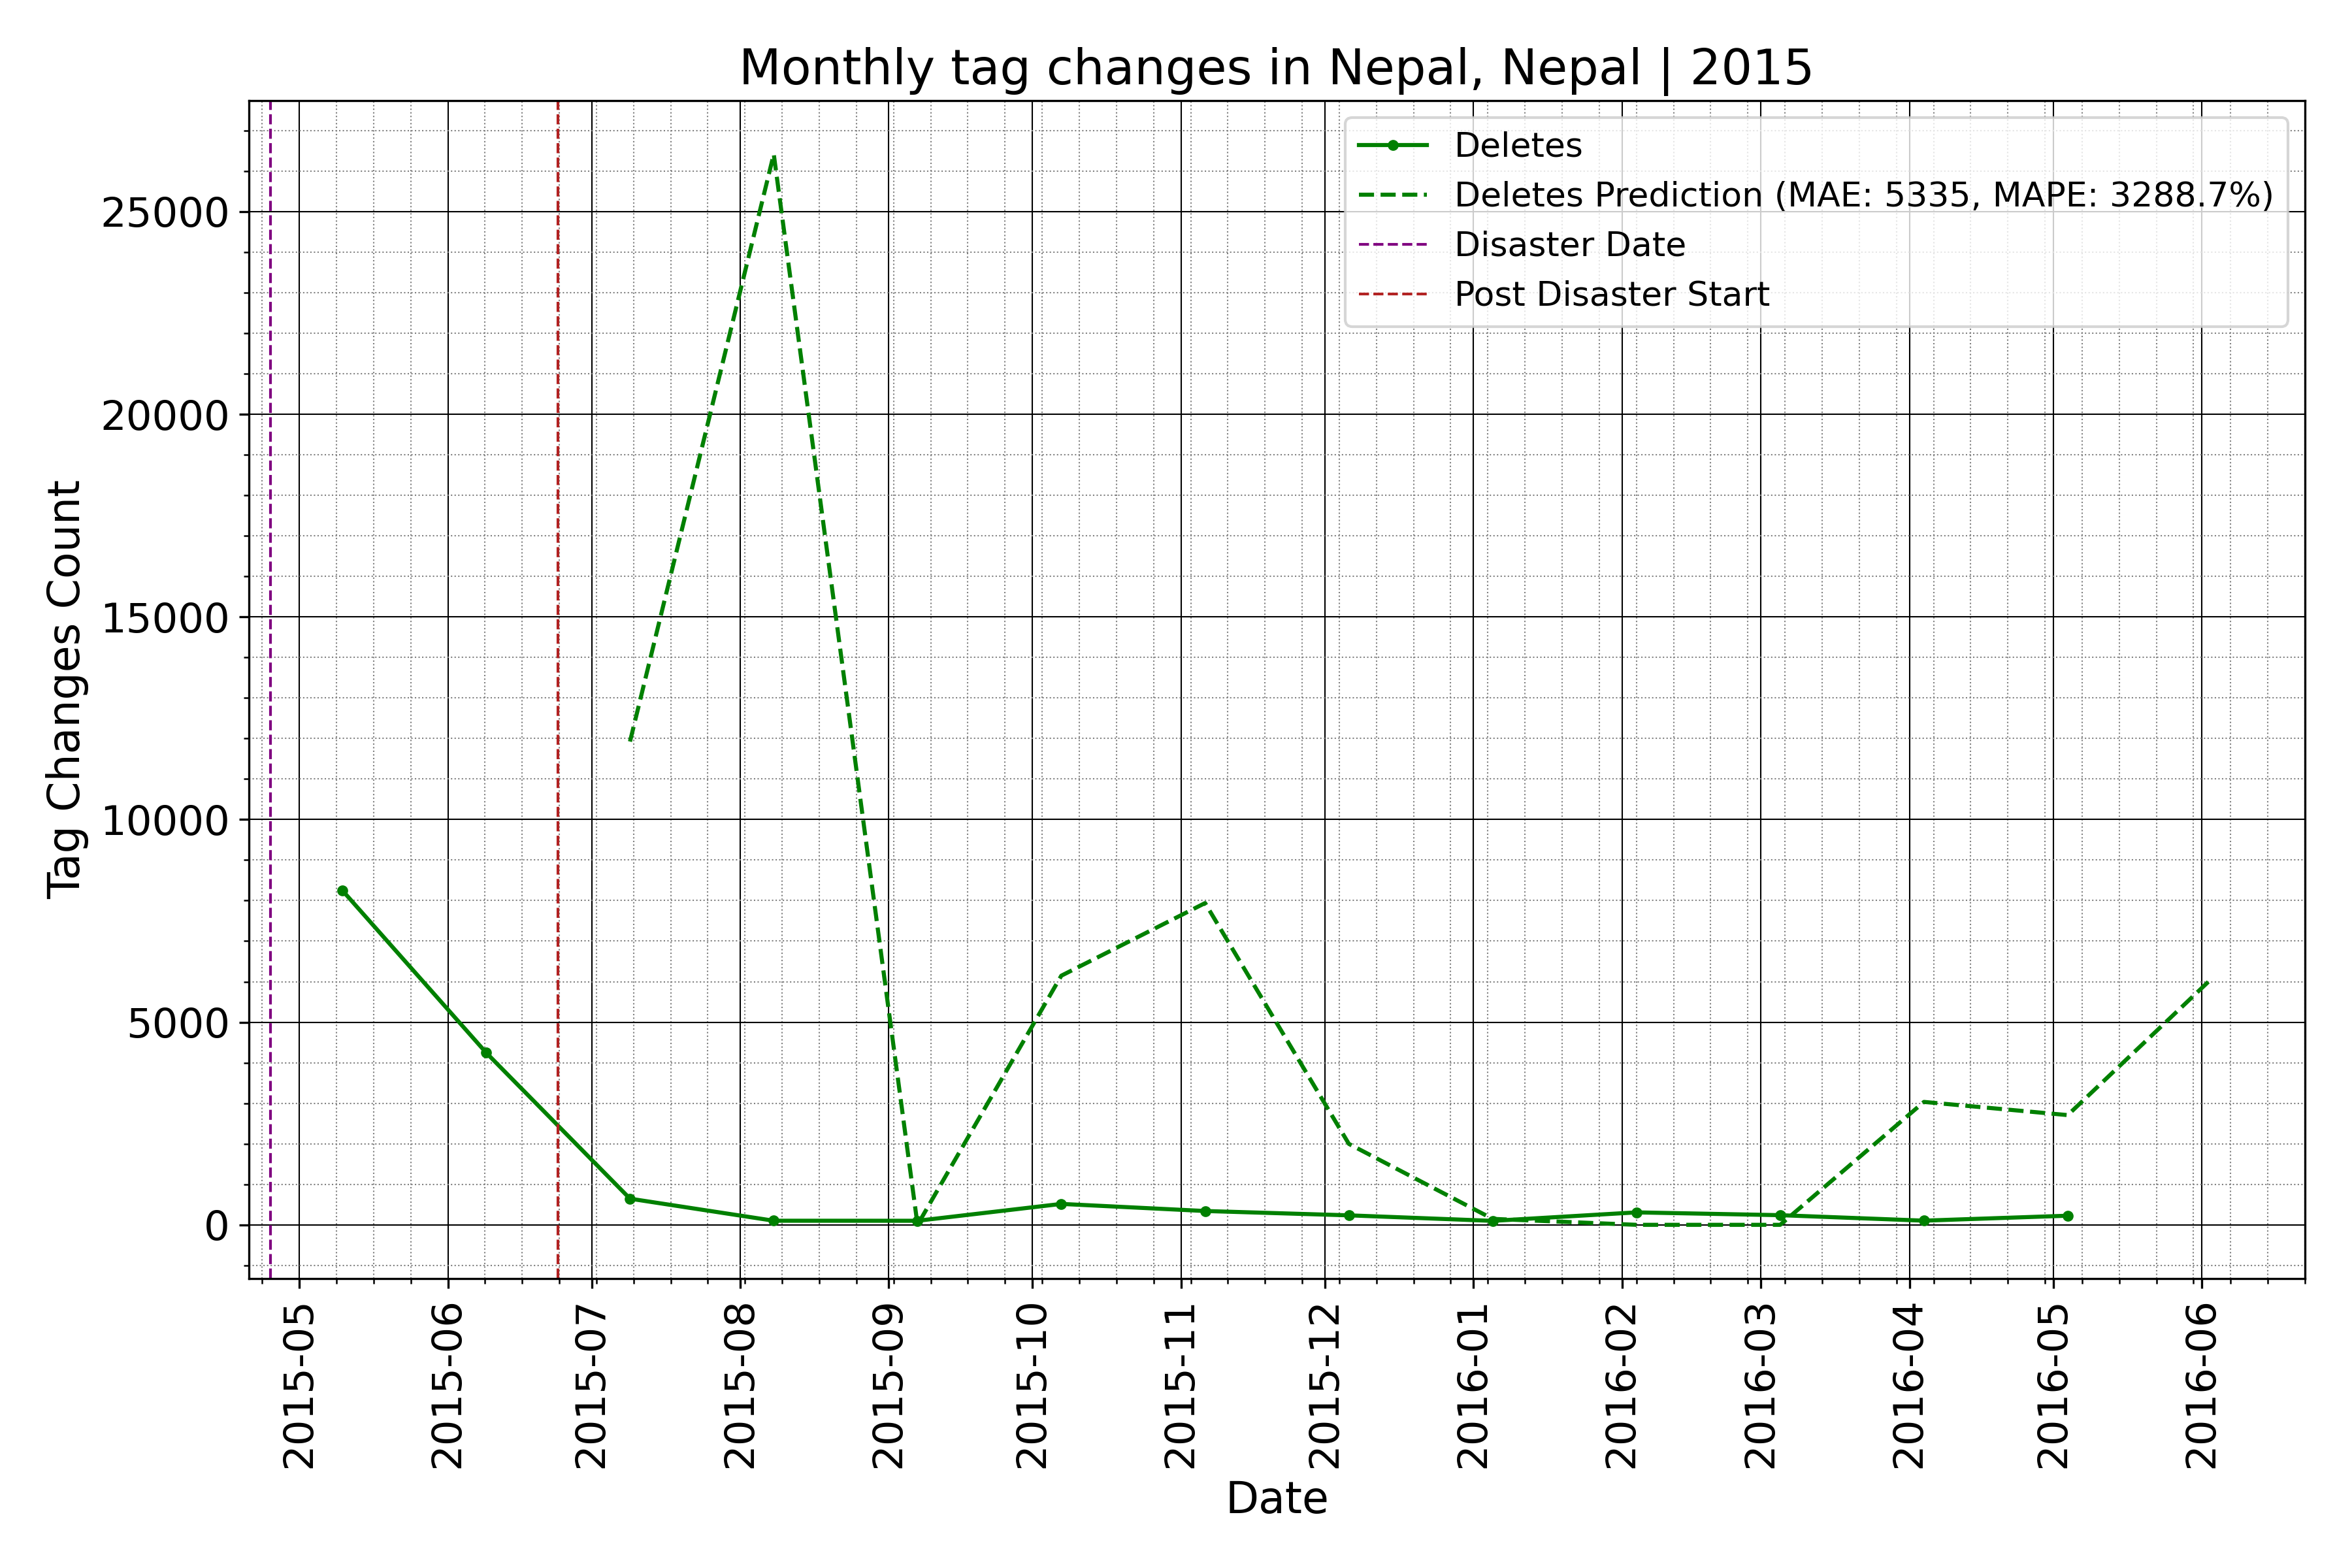 Monthly tag changes in Nepal, Nepal | 2015
Deletes
Deletes Prediction (MAE: 5335, MAPE: 3288.7%)
Disaster Date
Post Disaster Start
Tag Changes Count
25000
20000
15000
10000
5000
0
2015-05
2015-06
2015-07
2015-08
2015-09
2015-10
2015-11
2015-12
2016-01
2016-02
2016-03
2016-04
2016-05
2016-06
Date